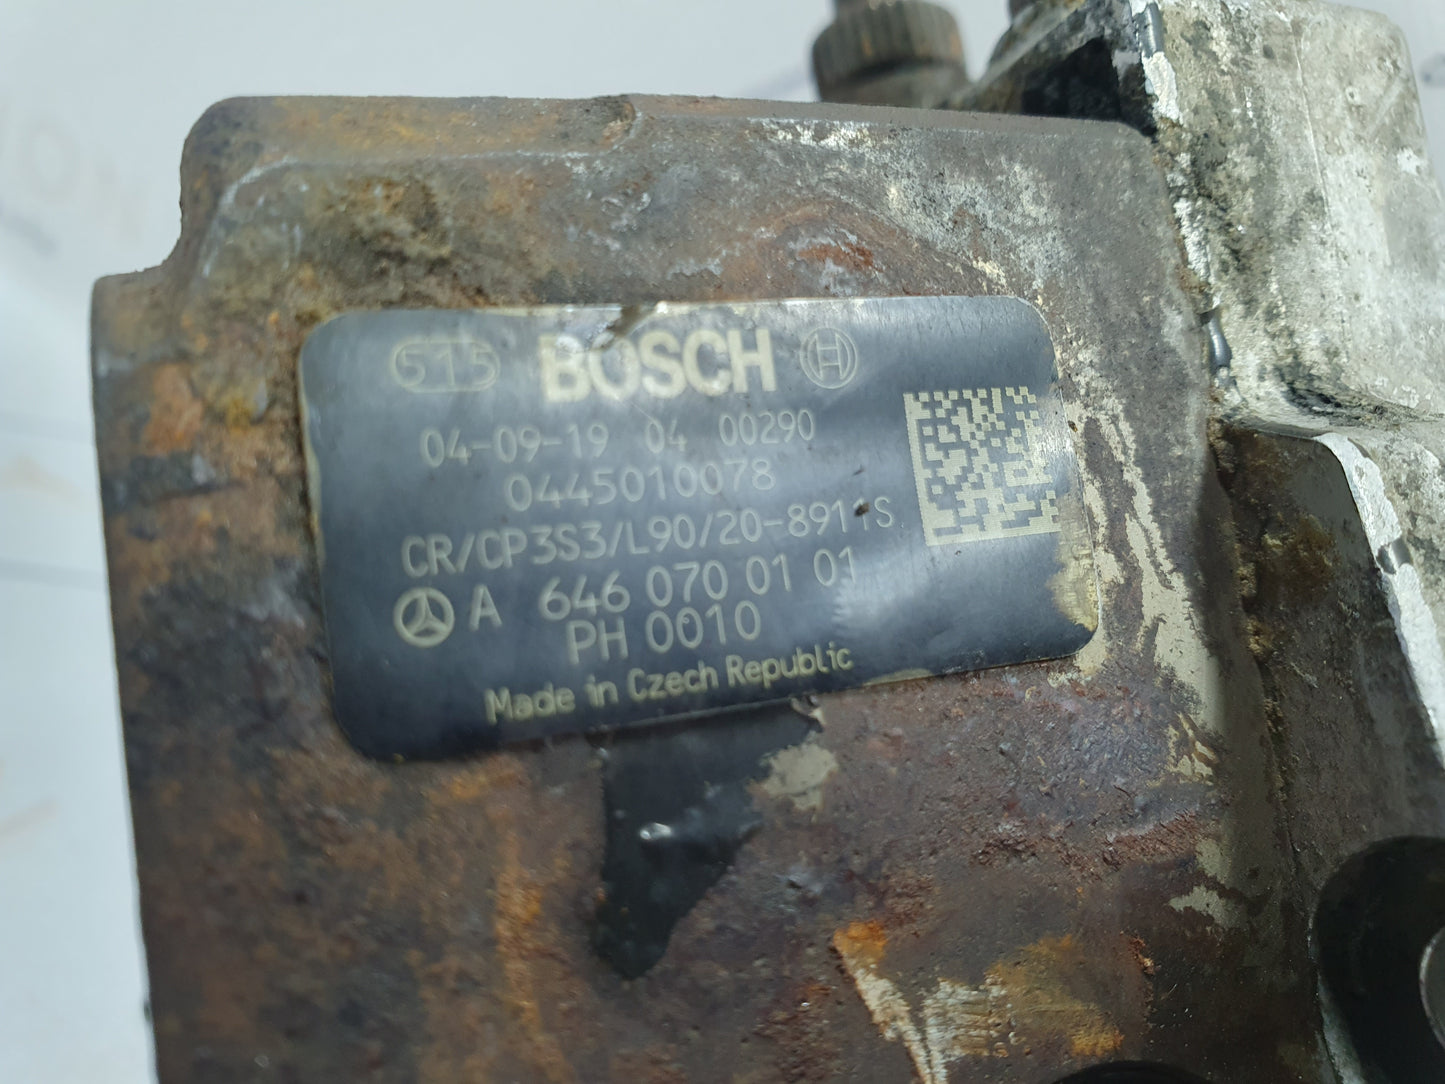 515 BOSCH
04-09-19 04 00290
0445010078
CR/CP3S3/L90/20-8911S
A 646 070 01 01
PH 0010
Made in Czech Republic